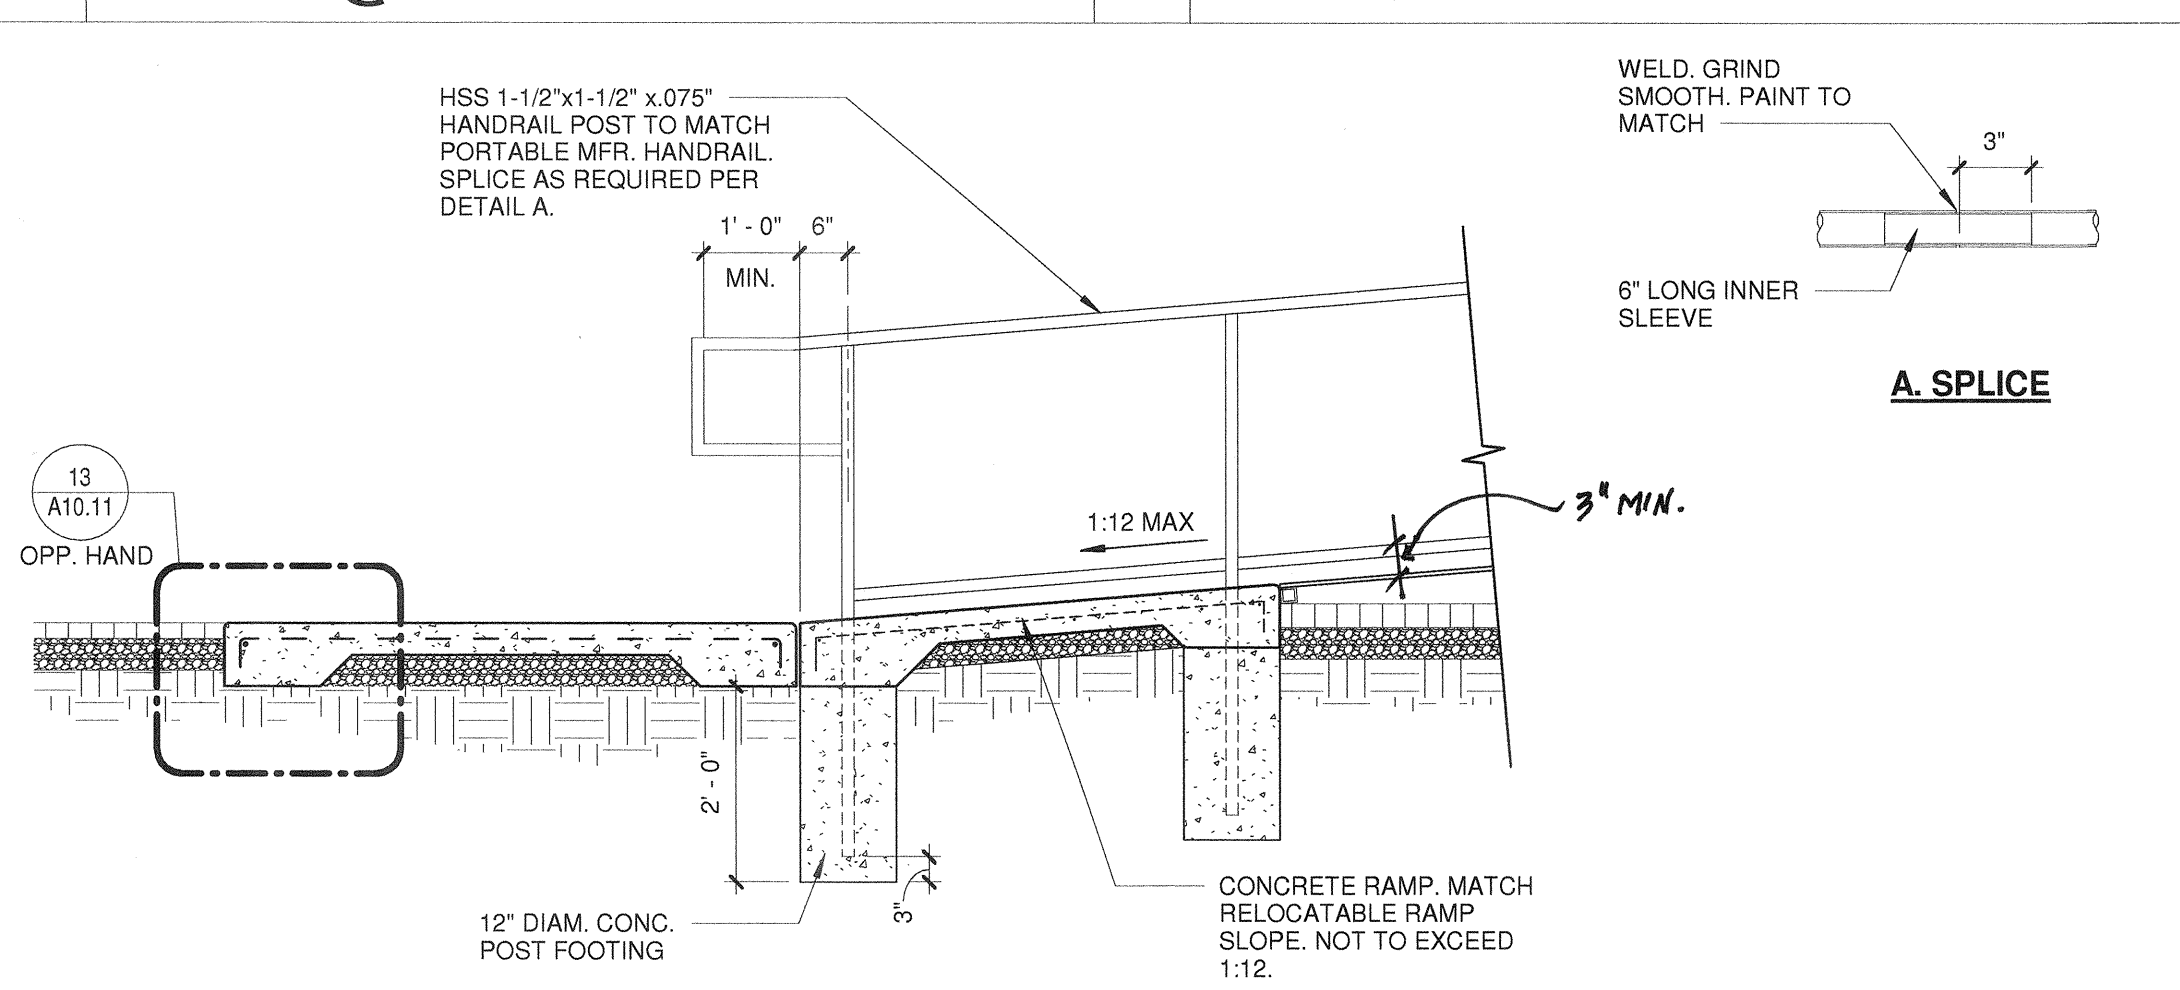 HSS 1-1/2"x1-1/2" x.075"
HANDRAIL POST TO MATCH
PORTABLE MFR. HANDRAIL.
SPLICE AS REQUIRED PER
DETAIL A.
1' - 0"
6"
MIN.
WELD. GRIND
SMOOTH. PAINT TO
MATCH
3"
6" LONG INNER
SLEEVE
A. SPLICE
13
A10.11
OPP. HAND
1:12 MAX
3" MIN.
2' - 0"
3"
12" DIAM. CONC.
POST FOOTING
CONCRETE RAMP. MATCH
RELOCATABLE RAMP
SLOPE. NOT TO EXCEED
1:12.